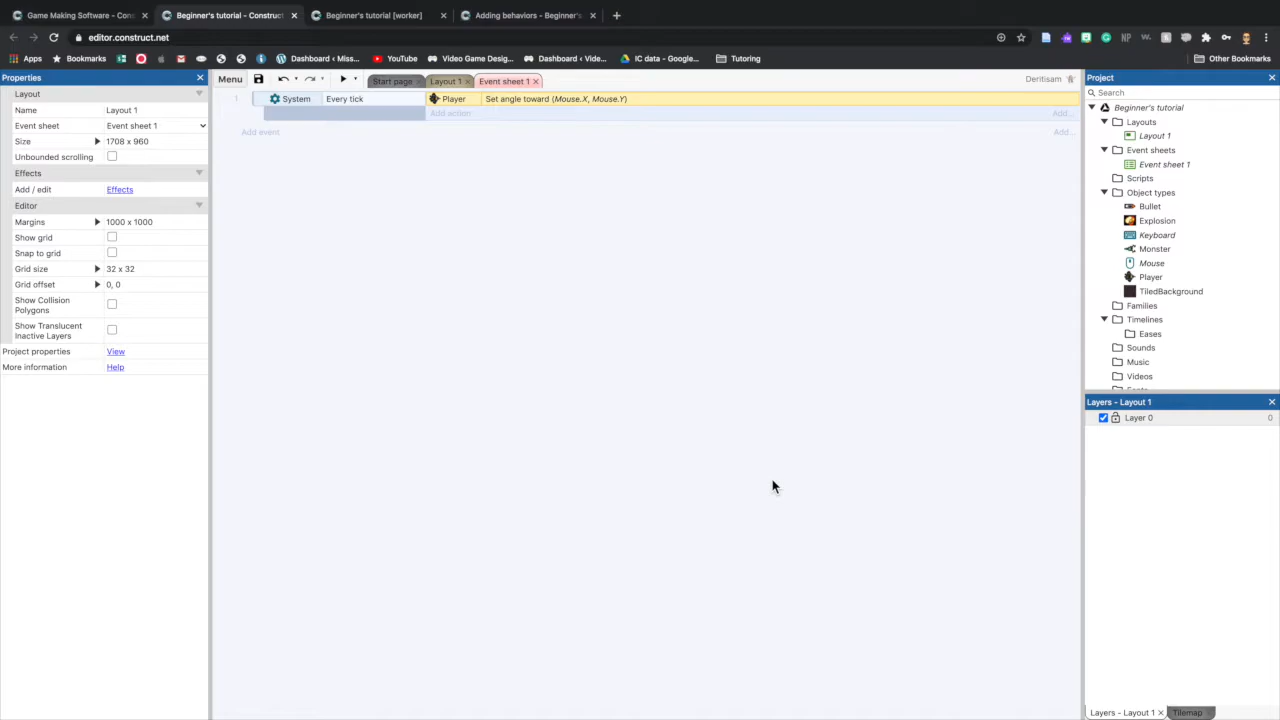 Game Making Software - Cons
Beginner's tutorial - Construct
Beginner's tutorial [worker]
Adding behaviors - Beginner's
editor.construct.net
Apps
Bookmarks
Dashboard ‹ Miss...
YouTube
Video Game Desig...
Dashboard ‹ Vide...
IC data - Google...
Tutoring
Other Bookmarks
Properties
Menu
Start page
Layout 1
Event sheet 1
Deritisam
Project
Layout
Name
Layout 1
Event sheet
Event sheet 1
Size
1708 x 960
Unbounded scrolling
Effects
Add / edit
Effects
Editor
Margins
1000 x 1000
Show grid
Snap to grid
Grid size
32 x 32
Grid offset
0, 0
Show Collision
Polygons
Show Translucent
Inactive Layers
Project properties
View
More information
Help
1
System
Every tick
Player
Set angle toward (Mouse.X, Mouse.Y)
Add action
Add...
Add event
Add...
Search
Beginner's tutorial
Layouts
Layout 1
Event sheets
Event sheet 1
Scripts
Object types
Bullet
Explosion
Keyboard
Monster
Mouse
Player
TiledBackground
Families
Timelines
Eases
Sounds
Music
Videos
Layers - Layout 1
Layer 0
0
Layers - Layout 1
Tilemap